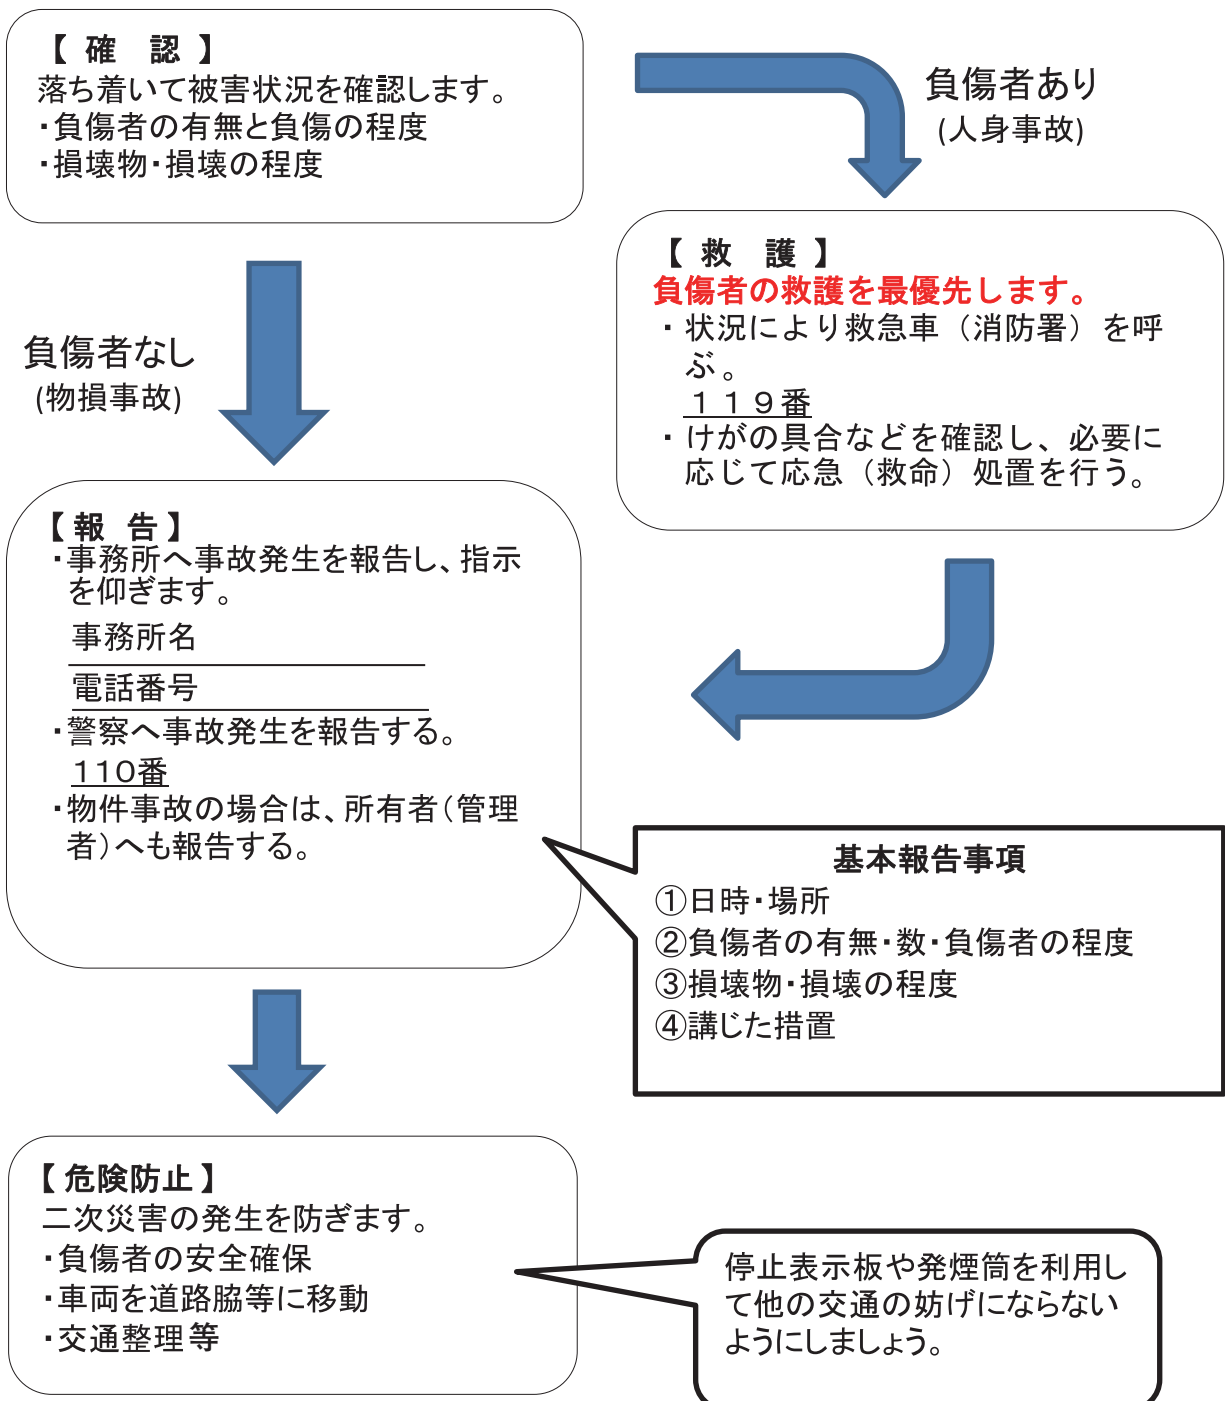 【 確　認 】
落ち着いて被害状況を確認します。
・負傷者の有無と負傷の程度
・損壊物・損壊の程度
負傷者あり
(人身事故)
【 救　護 】
負傷者の救護を最優先します。
・状況により救急車（消防署）を呼
ぶ。
１１９番
・けがの具合などを確認し、必要に
応じて応急（救命）処置を行う。
負傷者なし
(物損事故)
【 報 告 】
・事務所へ事故発生を報告し、指示
を仰ぎます。
事務所名
電話番号
・警察へ事故発生を報告する。
110番
・物件事故の場合は、所有者（管理
者）へも報告する。
基本報告事項
①日時・場所
②負傷者の有無・数・負傷者の程度
③損壊物・損壊の程度
④講じた措置
【 危険防止 】
二次災害の発生を防ぎます。
・負傷者の安全確保
・車両を道路脇等に移動
・交通整理等
停止表示板や発煙筒を利用し
て他の交通の妨げにならない
ようにしましょう。